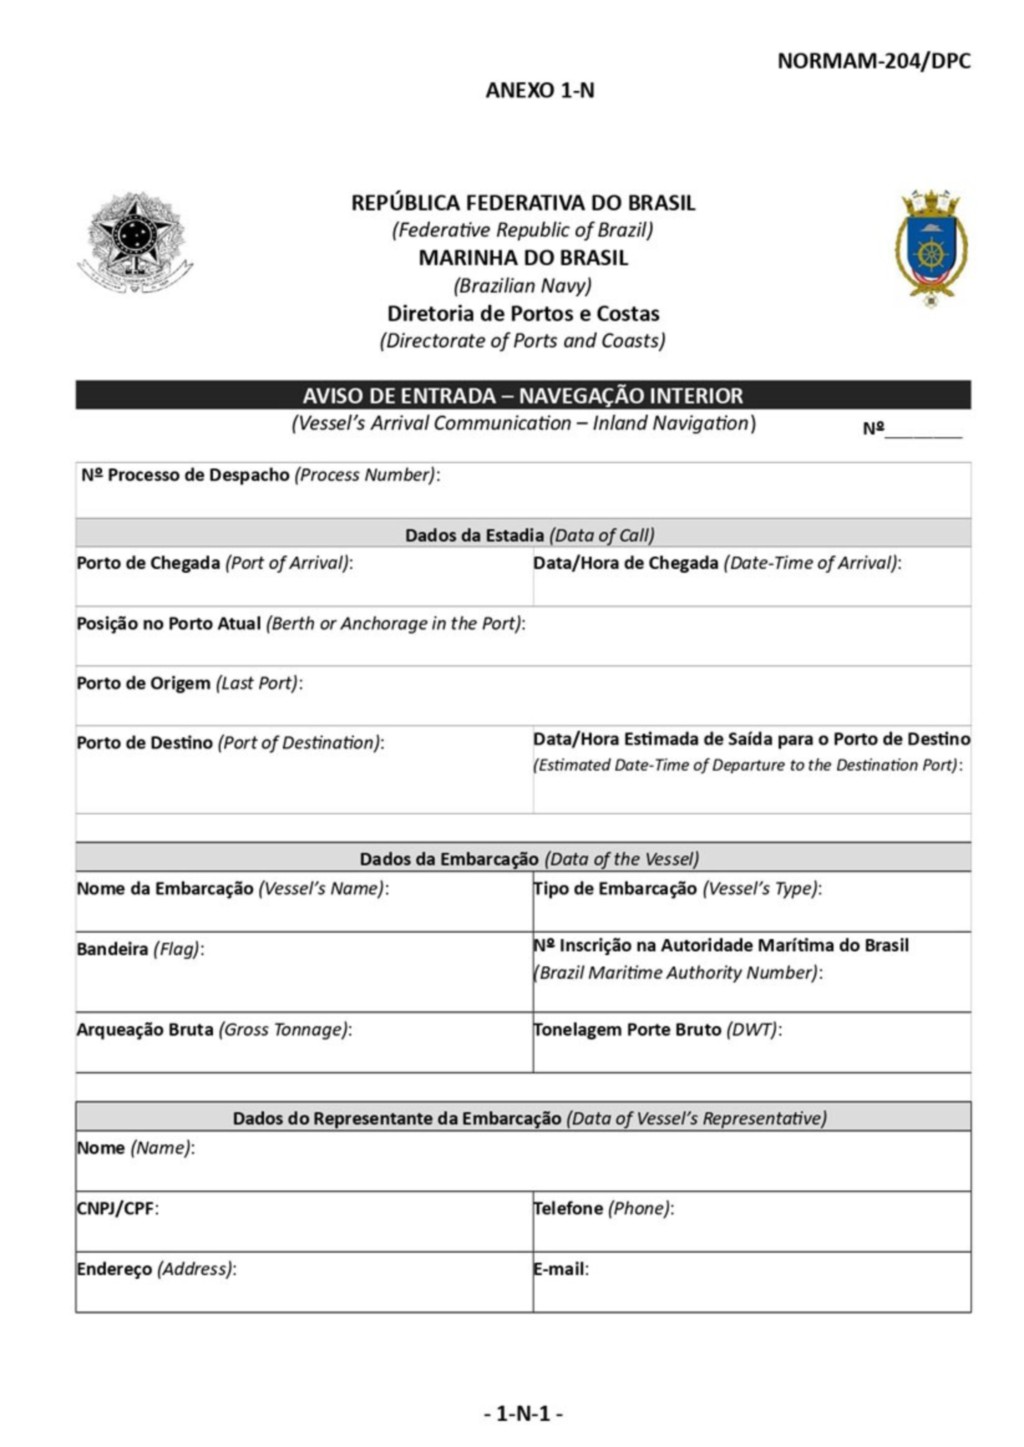 NORMAM-204/DPC
ANEXO 1-N
REPÚBLICA FEDERATIVA DO BRASIL
(Federative Republic of Brazil)
MARINHA DO BRASIL
(Brazilian Navy)
Diretoria de Portos e Costas
(Directorate of Ports and Coasts)
AVISO DE ENTRADA – NAVEGAÇÃO INTERIOR
(Vessel's Arrival Communication – Inland Navigation)
Nº_______
Nº Processo de Despacho (Process Number):
Dados da Estadia (Data of Call)
Porto de Chegada (Port of Arrival):
Data/Hora de Chegada (Date-Time of Arrival):
Posição no Porto Atual (Berth or Anchorage in the Port):
Porto de Origem (Last Port):
Porto de Destino (Port of Destination):
Data/Hora Estimada de Saída para o Porto de Destino
(Estimated Date-Time of Departure to the Destination Port):
Dados da Embarcação (Data of the Vessel)
Nome da Embarcação (Vessel's Name):
Tipo de Embarcação (Vessel's Type):
Bandeira (Flag):
Nº Inscrição na Autoridade Marítima do Brasil
(Brazil Maritime Authority Number):
Arqueação Bruta (Gross Tonnage):
Tonelagem Porte Bruto (DWT):
Dados do Representante da Embarcação (Data of Vessel's Representative)
Nome (Name):
CNPJ/CPF:
Telefone (Phone):
Endereço (Address):
E-mail:
- 1-N-1 -